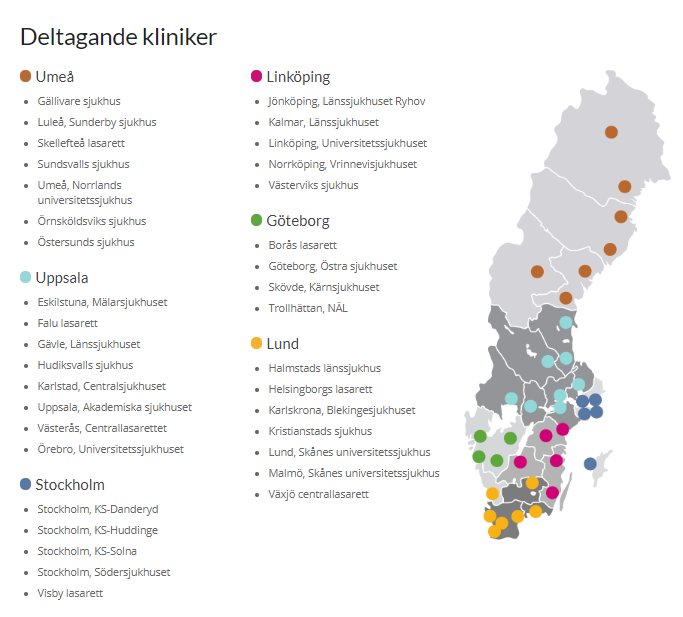 Deltagande kliniker
Umeå
Gällivare sjukhus
Luleå, Sunderby sjukhus
Skellefteå lasarett
Sundsvalls sjukhus
Umeå, Norrlands
universitetssjukhus
Örnsköldsviks sjukhus
Östersunds sjukhus
Uppsala
Eskilstuna, Mälarsjukhuset
Falu lasarett
Gävle, Länssjukhuset
Hudiksvalls sjukhus
Karlstad, Centralsjukhuset
Uppsala, Akademiska sjukhuset
Västerås, Centrallasarettet
Örebro, Universitetssjukhuset
Stockholm
Stockholm, KS-Danderyd
Stockholm, KS-Huddinge
Stockholm, KS-Solna
Stockholm, Södersjukhuset
Visby lasarett
Linköping
Jönköping, Länssjukhuset Ryhov
Kalmar, Länssjukhuset
Linköping, Universitetssjukhuset
Norrköping, Vrinnevisjukhuset
Västerviks sjukhus
Göteborg
Borås lasarett
Göteborg, Östra sjukhuset
Skövde, Kärnsjukhuset
Trollhättan, NÄL
Lund
Halmstads länssjukhus
Helsingborgs lasarett
Karlskrona, Blekingesjukhuset
Kristianstads sjukhus
Lund, Skånes universitetssjukhus
Malmö, Skånes universitetssjukhus
Växjö centrallasarett